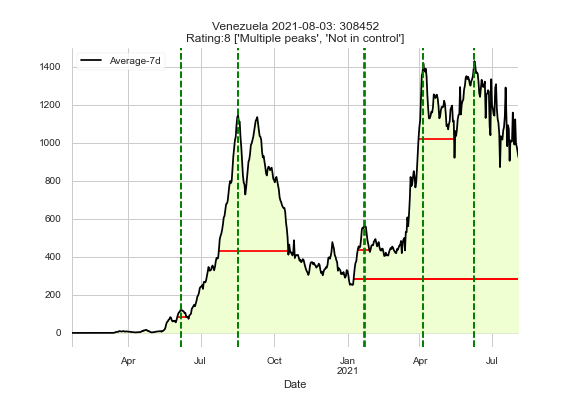 Venezuela 2021-08-03: 308452
Rating:8 ['Multiple peaks', 'Not in control']
Average-7d
1400
1200
1000
800
600
400
200
0
Apr
Jul
Oct
Jan
2021
Apr
Jul
Date